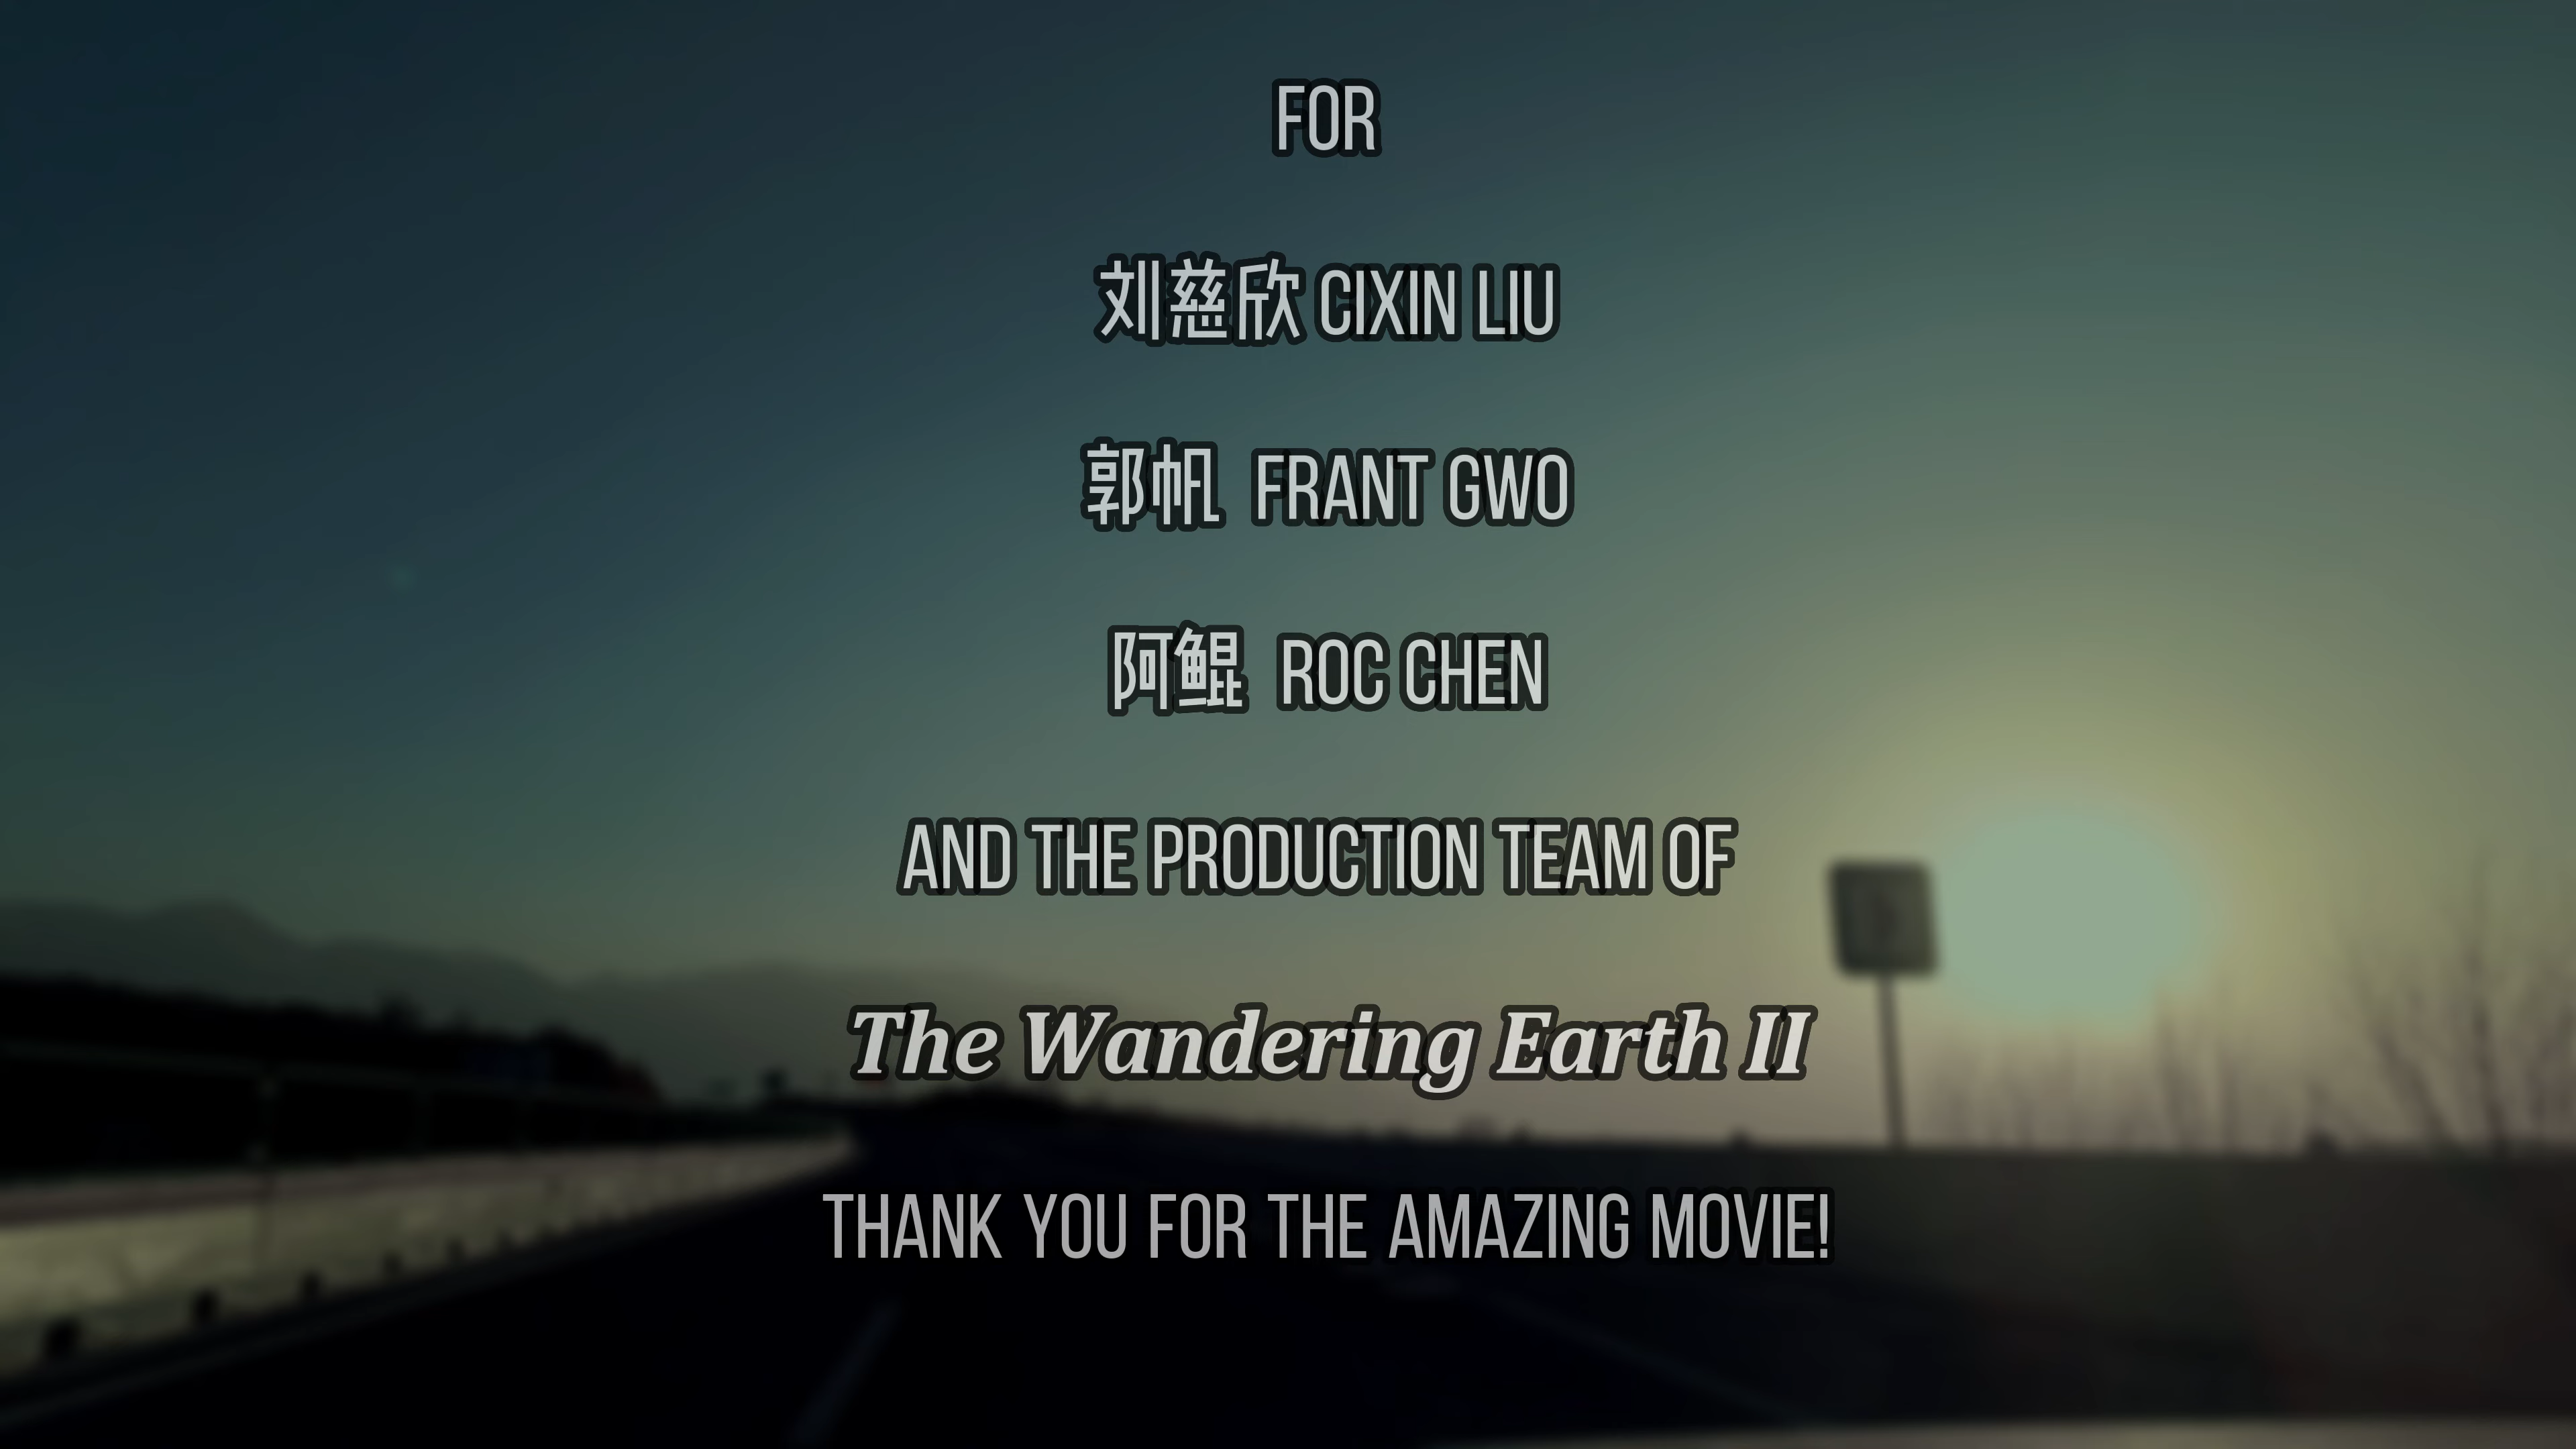 FOR
刘慈欣 CIXIN LIU
郭帆 FRANT GWO
阿鲲 ROC CHEN
AND THE PRODUCTION TEAM OF
The Wandering Earth II
THANK YOU FOR THE AMAZING MOVIE!